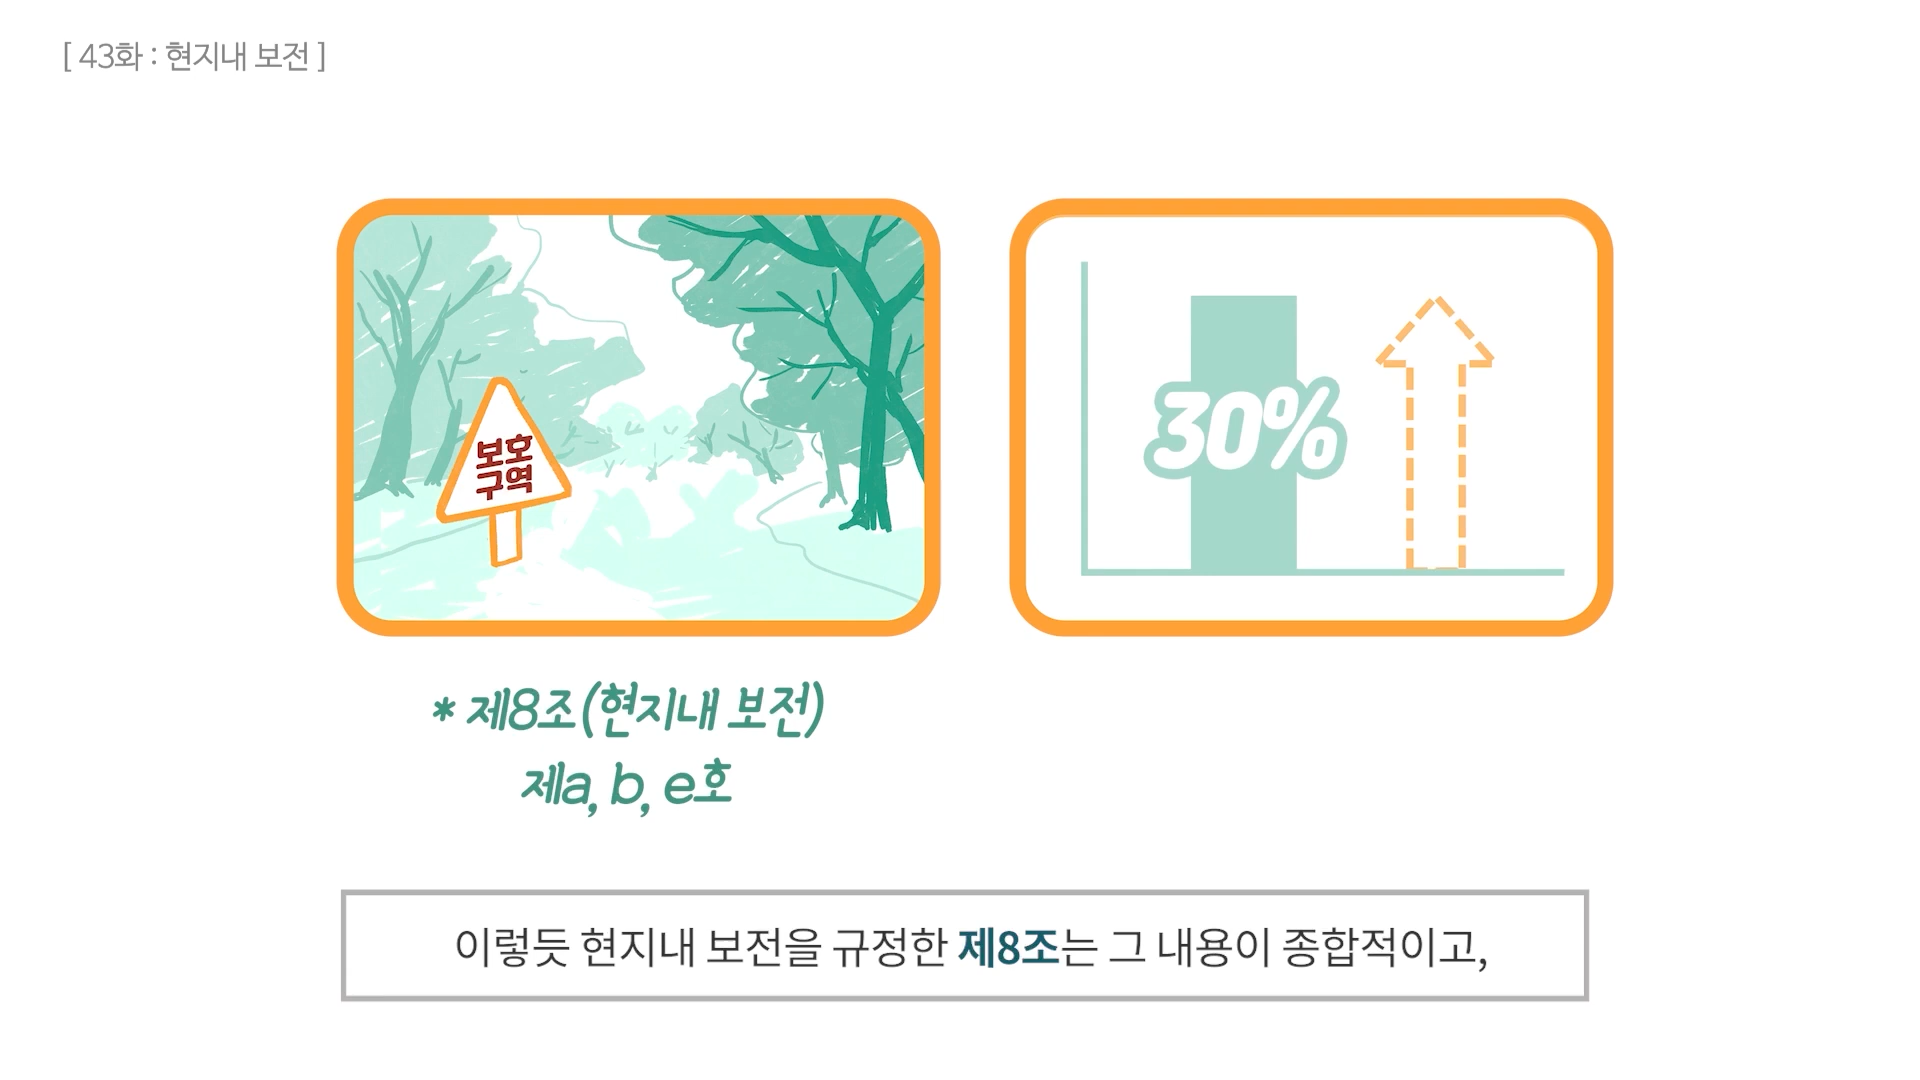 [ 43화 : 현지내 보전 ]
보호
구역
30%
* 제8조(현지내 보전)
제a, b, e호
이렇듯 현지내 보전을 규정한 제8조는 그 내용이 종합적이고,